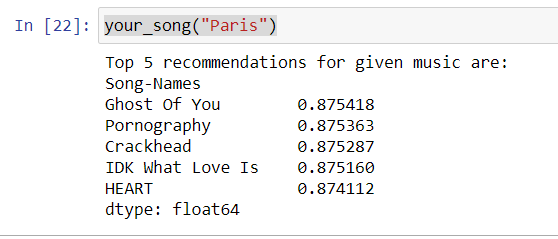 In [22]: your_song("Paris")
Top 5 recommendations for given music are:
Song-Names
Ghost Of You 0.875418
Pornography 0.875363
Crackhead 0.875287
IDK What Love Is 0.875160
HEART 0.874112
dtype: float64